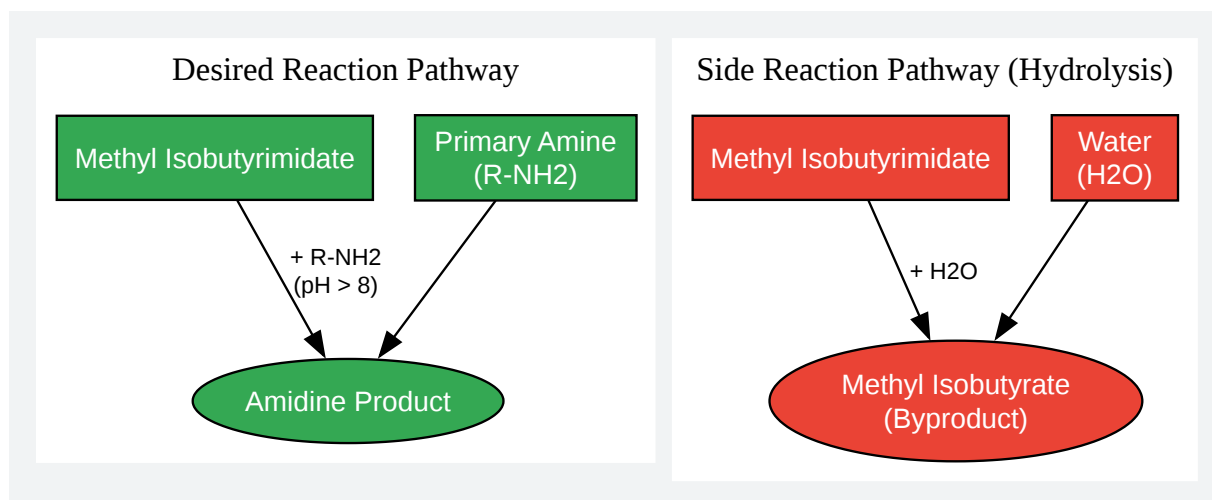 Desired Reaction Pathway
Methyl Isobutyrimidate
Primary Amine
(R-NH2)
+ R-NH2
(pH > 8)
Amidine Product
Side Reaction Pathway (Hydrolysis)
Methyl Isobutyrimidate
Water
(H2O)
+ H2O
Methyl Isobutyrate
(Byproduct)